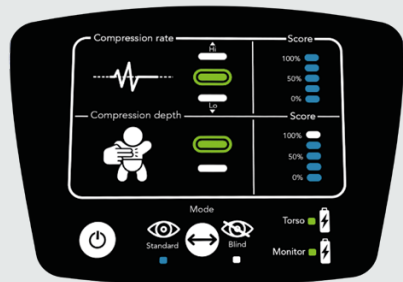 Compression rate
Score
Hi
100%
50%
Lo
0%
Compression depth
Score
100%
50%
0%
Mode
Standard
Blind
Torso
Monitor